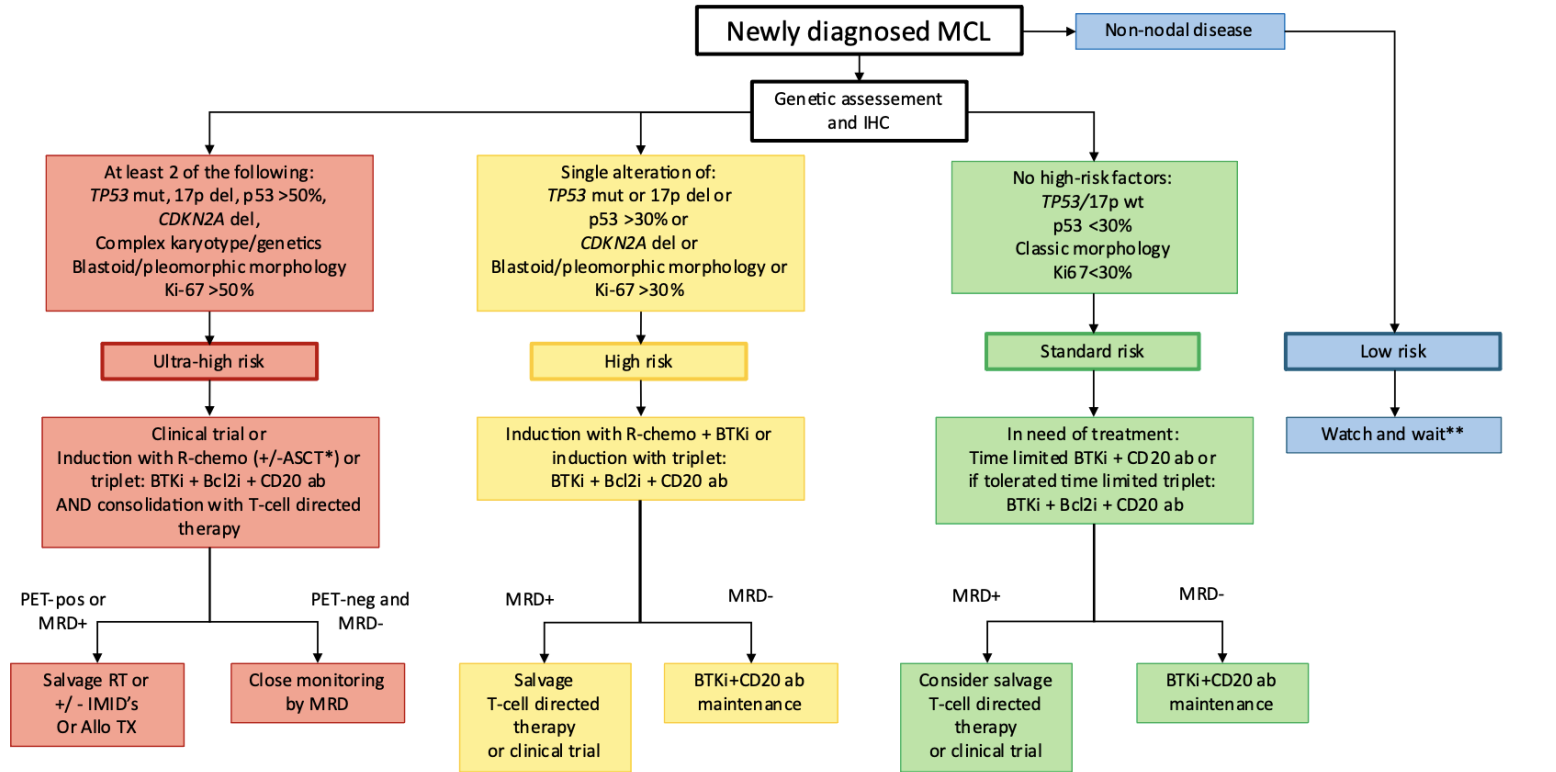 Newly diagnosed MCL
Non-nodal disease
Genetic assessement
and IHC
At least 2 of the following:
TP53 mut, 17p del, p53 >50%,
CDKN2A del,
Complex karyotype/genetics
Blastoid/pleomorphic morphology
Ki-67 >50%
Single alteration of:
TP53 mut or 17p del or
p53 >30% or
CDKN2A del or
Blastoid/pleomorphic morphology or
Ki-67 >30%
No high-risk factors:
TP53/17p wt
p53 <30%
Classic morphology
Ki67<30%
Ultra-high risk
High risk
Standard risk
Low risk
Clinical trial or
Induction with R-chemo (+/-ASCT*) or
triplet: BTKi + Bcl2i + CD20 ab
AND consolidation with T-cell directed
therapy
Induction with R-chemo + BTKi or
induction with triplet:
BTKi + Bcl2i + CD20 ab
In need of treatment:
Time limited BTKi + CD20 ab or
if tolerated time limited triplet:
BTKi + Bcl2i + CD20 ab
Watch and wait**
PET-pos or
MRD+
PET-neg and
MRD-
MRD+
MRD-
MRD+
MRD-
Salvage RT or
+/ - IMID’s
Or Allo TX
Close monitoring
by MRD
Salvage
T-cell directed
therapy
or clinical trial
BTKi+CD20 ab
maintenance
Consider salvage
T-cell directed
therapy
or clinical trial
BTKi+CD20 ab
maintenance